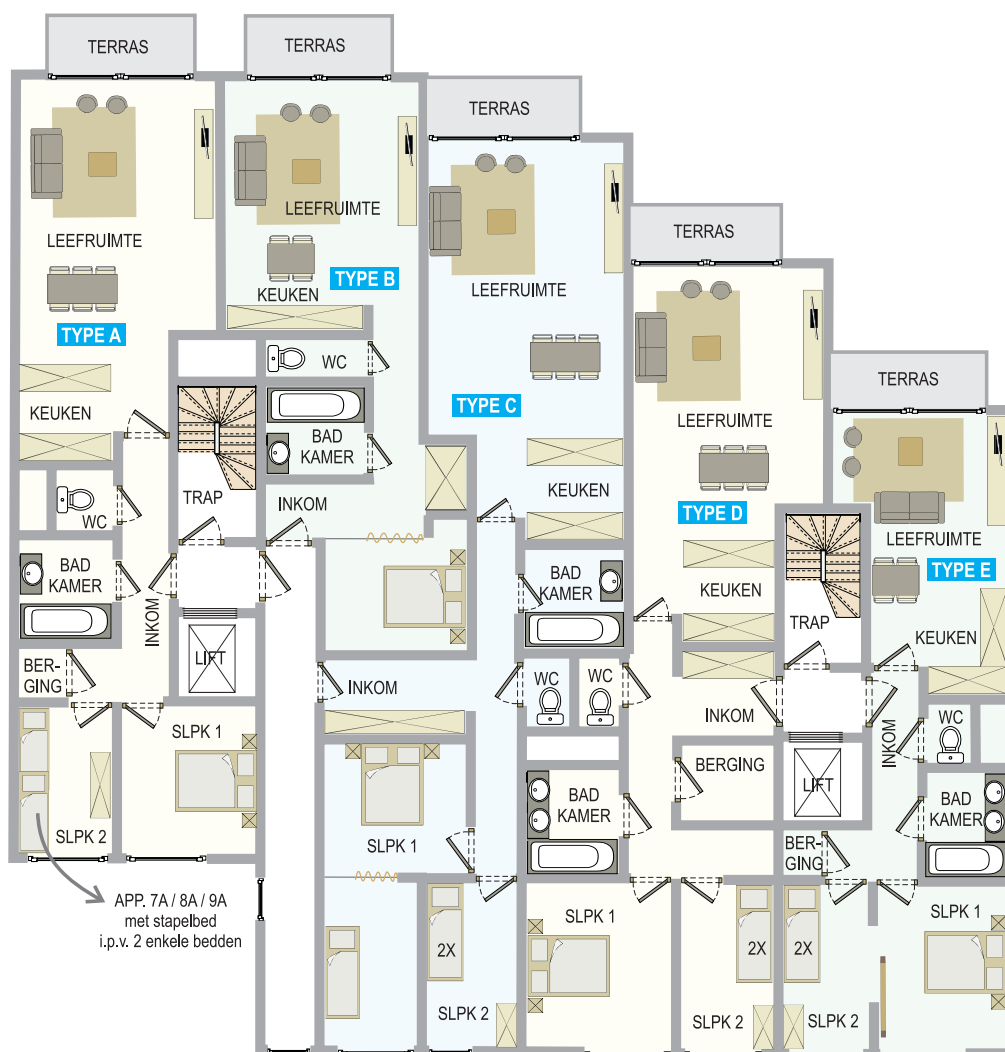 TERRAS
TERRAS
TERRAS
TERRAS
TERRAS
LEEFRUIMTE
TYPE A
KEUKEN
WC
BAD
KAMER
INKOM
BER-
GING
SLPK 1
SLPK 2
APP. 7A / 8A / 9A
met stapelbed
i.p.v. 2 enkele bedden
TRAP
LIFT
LEEFRUIMTE
TYPE B
KEUKEN
WC
BAD
KAMER
INKOM
LEEFRUIMTE
TYPE C
KEUKEN
BAD
KAMER
WC
INKOM
SLPK 1
2X
SLPK 2
LEEFRUIMTE
TYPE D
KEUKEN
WC
INKOM
BERGING
BAD
KAMER
SLPK 1
2X
SLPK 2
TRAP
LIFT
LEEFRUIMTE
TYPE E
KEUKEN
WC
INKOM
BAD
KAMER
BER-
GING
SLPK 1
2X
SLPK 2